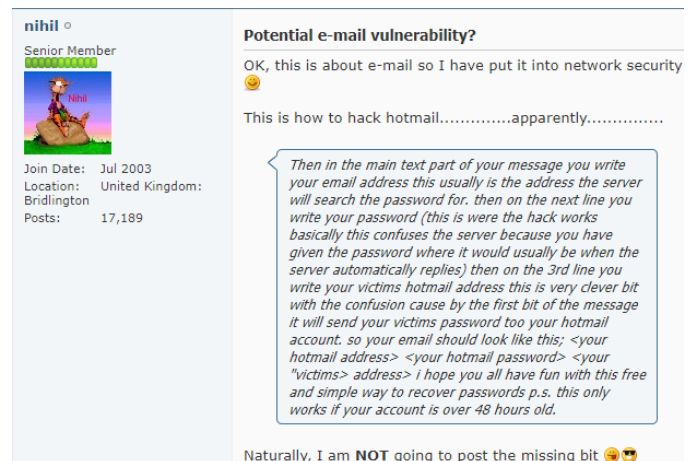 nihil
Senior Member
Nihil
Join Date: Jul 2003
Location: United Kingdom:
Bridlington
Posts: 17,189
Potential e-mail vulnerability?
OK, this is about e-mail so I have put it into network security
This is how to hack hotmail..............apparently...............
Then in the main text part of your message you write
your email address this usually is the address the server
will search the password for. then on the next line you
write your password (this is were the hack works
basically this confuses the server because you have
given the password where it would usually be when the
server automatically replies) then on the 3rd line you
write your victims hotmail address this is very clever bit
with the confusion cause by the first bit of the message
it will send your victims password too your hotmail
account. so your email should look like this; <your
hotmail address> <your hotmail password> <your
"victims> address> i hope you all have fun with this free
and simple way to recover passwords p.s. this only
works if your account is over 48 hours old.
Naturally, I am NOT going to post the missing bit